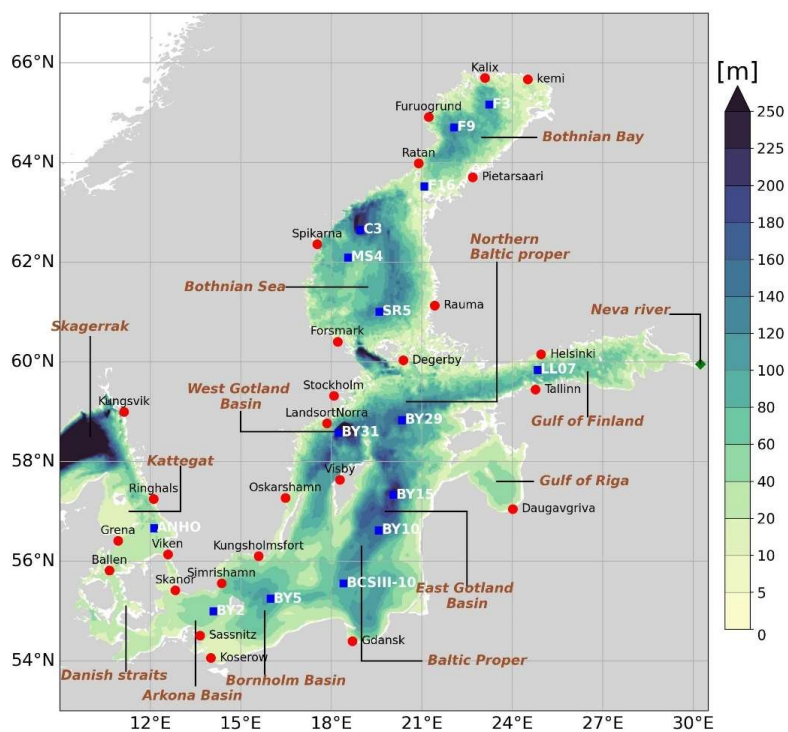 66°N
64°N
62°N
60°N
58°N
56°N
54°N
12°E
15°E
18°E
21°E
24°E
27°E
30°E
[m]
250
225
200
180
160
140
120
100
80
60
40
20
10
5
0
Kalix
kemi
F3
Furuogrund
F9
Bothnian Bay
Ratan
Pietarsaari
F16
Spikarna
C3
Northern
Baltic proper
MS4
Bothnian Sea
SR5
Rauma
Neva river
Skagerrak
Forsmark
Degerby
Helsinki
LL07
West Gotland
Basin
Stockholm
Tallinn
Kungsvik
LandsortNorra
BY29
Gulf of Finland
BY31
Kattegat
Visby
Gulf of Riga
Ringhals
Oskarshamn
BY15
Daugavgriva
ANHO
Grena
Viken
Kungsholmsfort
BY10
Ballen
Skanor
Simrishamn
BCSIII-10
East Gotland
Basin
BY5
BY2
Sassnitz
Gdansk
Koserow
Danish straits
Arkona Basin
Bornholm Basin
Baltic Proper